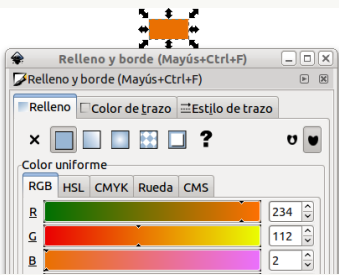 Relleno y borde (Mayús+Ctrl+F)
Relleno y borde (Mayús+Ctrl+F)
Relleno Color de trazo Estilo de trazo
?
Color uniforme
RGB HSL CMYK Rueda CMS
R 234
G 112
B 2